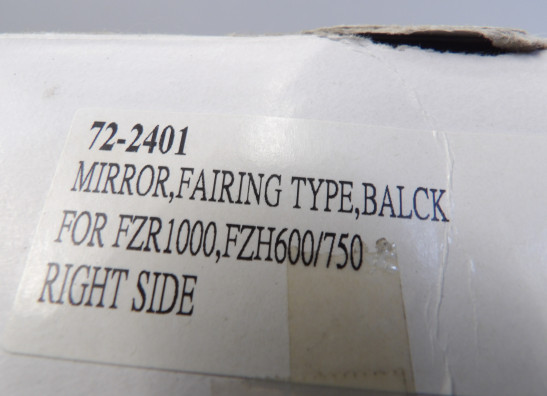 72-2401
MIRROR,FAIRING TYPE,BALCK
FOR FZR1000,FZH600/750
RIGHT SIDE